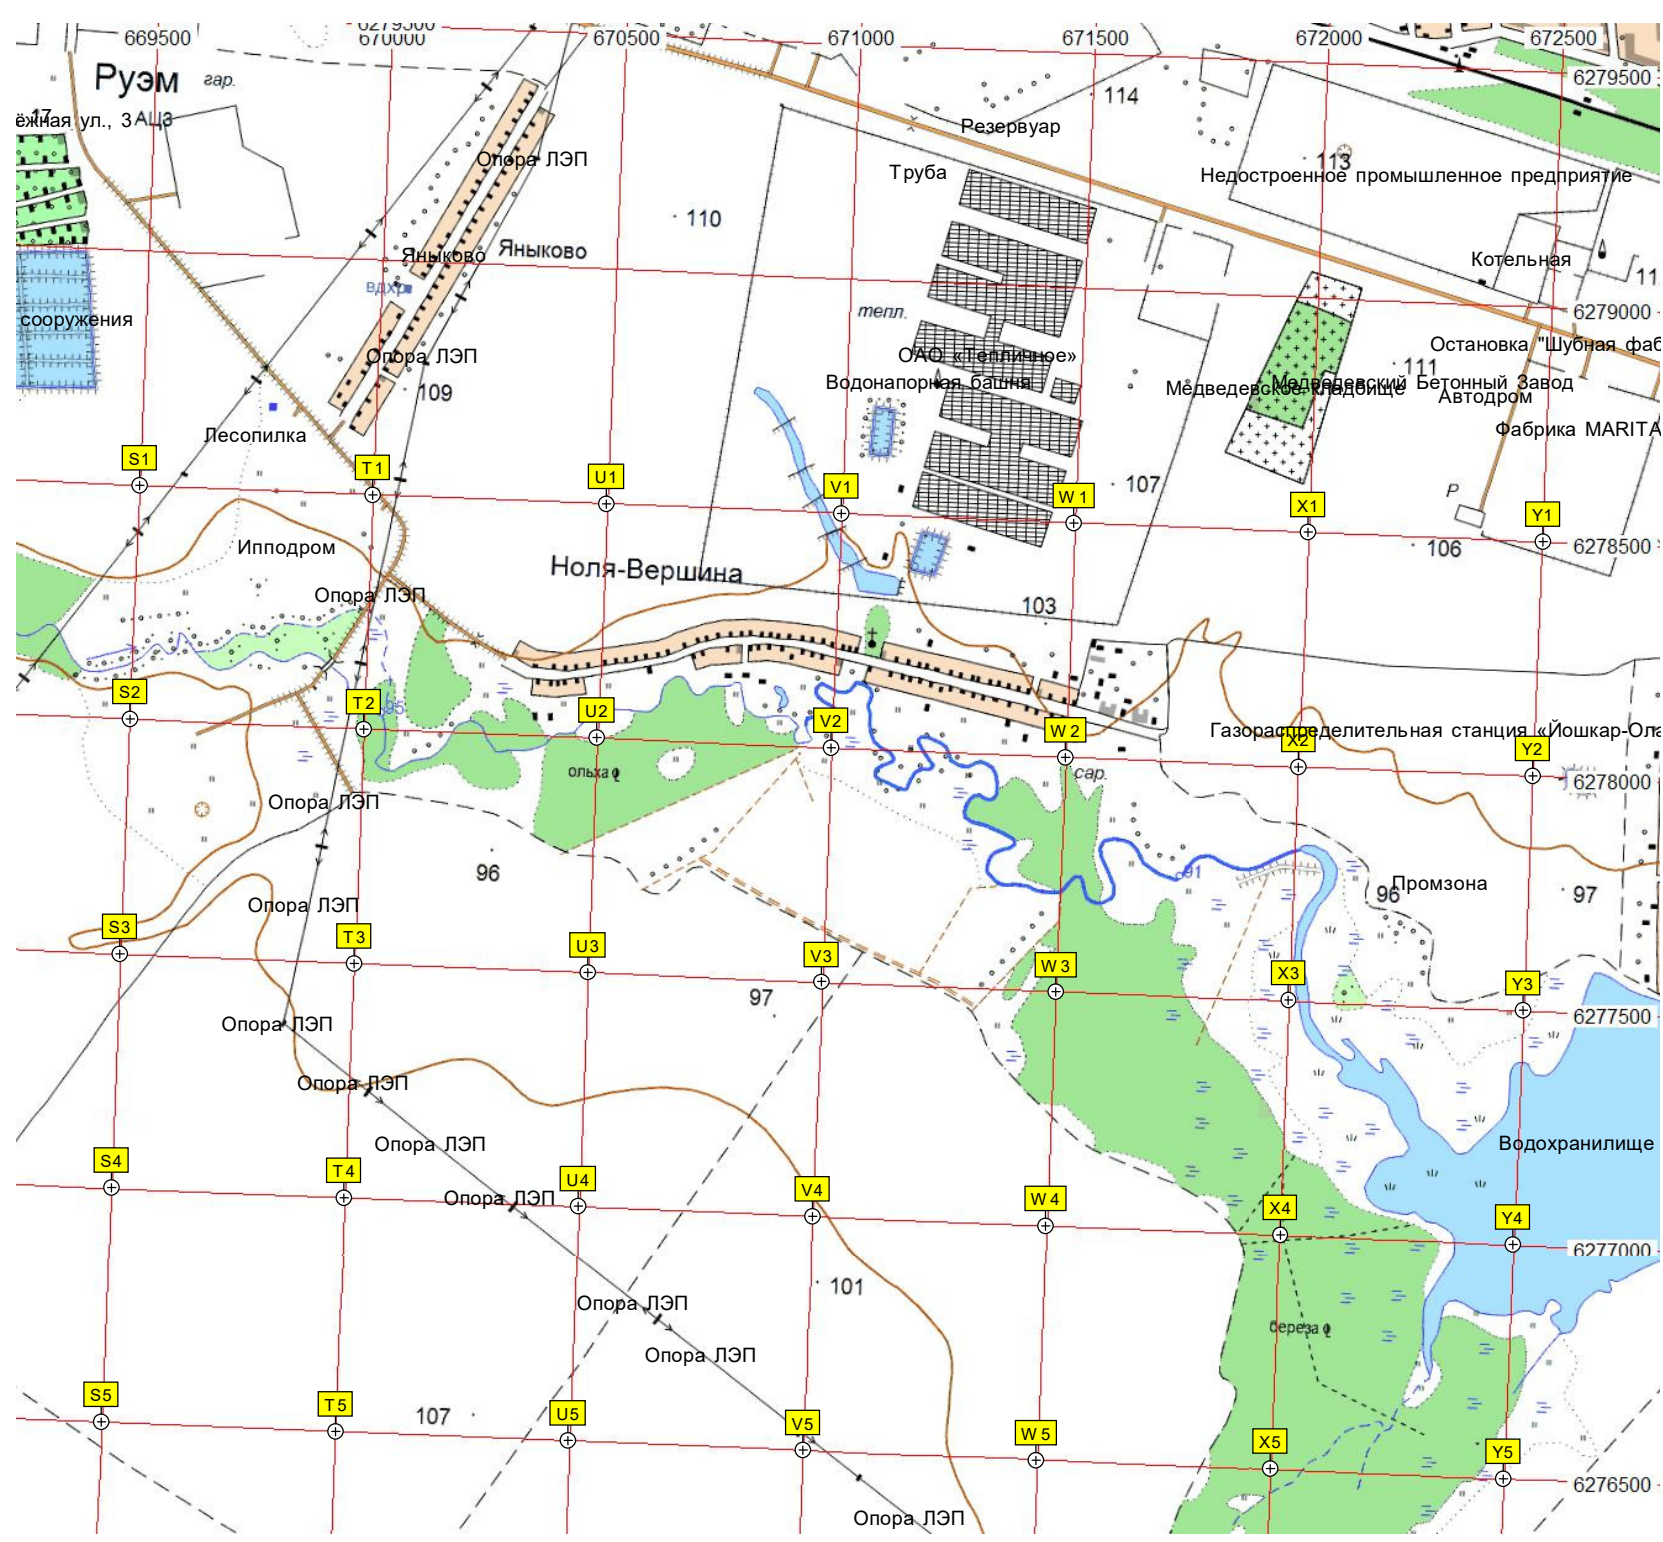 6279500
669500 670000 670500 671000 671500 672000 672500
Руэм гар.
6279500
114
17
ёжная ул., 3 АЦЗ
Резервуар
Опора ЛЭП
113
Труба
Недостроенное промышленное предприятие
110
Яныково
Яныково
Котельная
вдхр.
11
тепл.
6279000
сооружения
Остановка "Шубная фаб
Опора ЛЭП
ОАО «Тепличное»
111
Водонапорная башня
Медведевский Бетонный Завод
Медведевское кладбище
109
Автодром
Лесопилка
Фабрика MARITA
S1
T1
U1
V1
W1
107
P
X1
Y1
Ипподром
106
6278500
Ноля-Вершина
Опора ЛЭП
103
S2
T2
95
U2
V2
W2
Газораспределительная станция «Йошкар-Ола
X2
Y2
ольха
сар.
6278000
Опора ЛЭП
96
91
96
Промзона
97
Опора ЛЭП
S3
T3
U3
V3
W3
X3
Y3
97
6277500
Опора ЛЭП
Опора ЛЭП
Опора ЛЭП
Водохранилище
S4
T4
U4
V4
W4
X4
Y4
Опора ЛЭП
6277000
101
Опора ЛЭП
береза
Опора ЛЭП
S5
T5
107
U5
V5
W5
X5
Y5
6276500
Опора ЛЭП